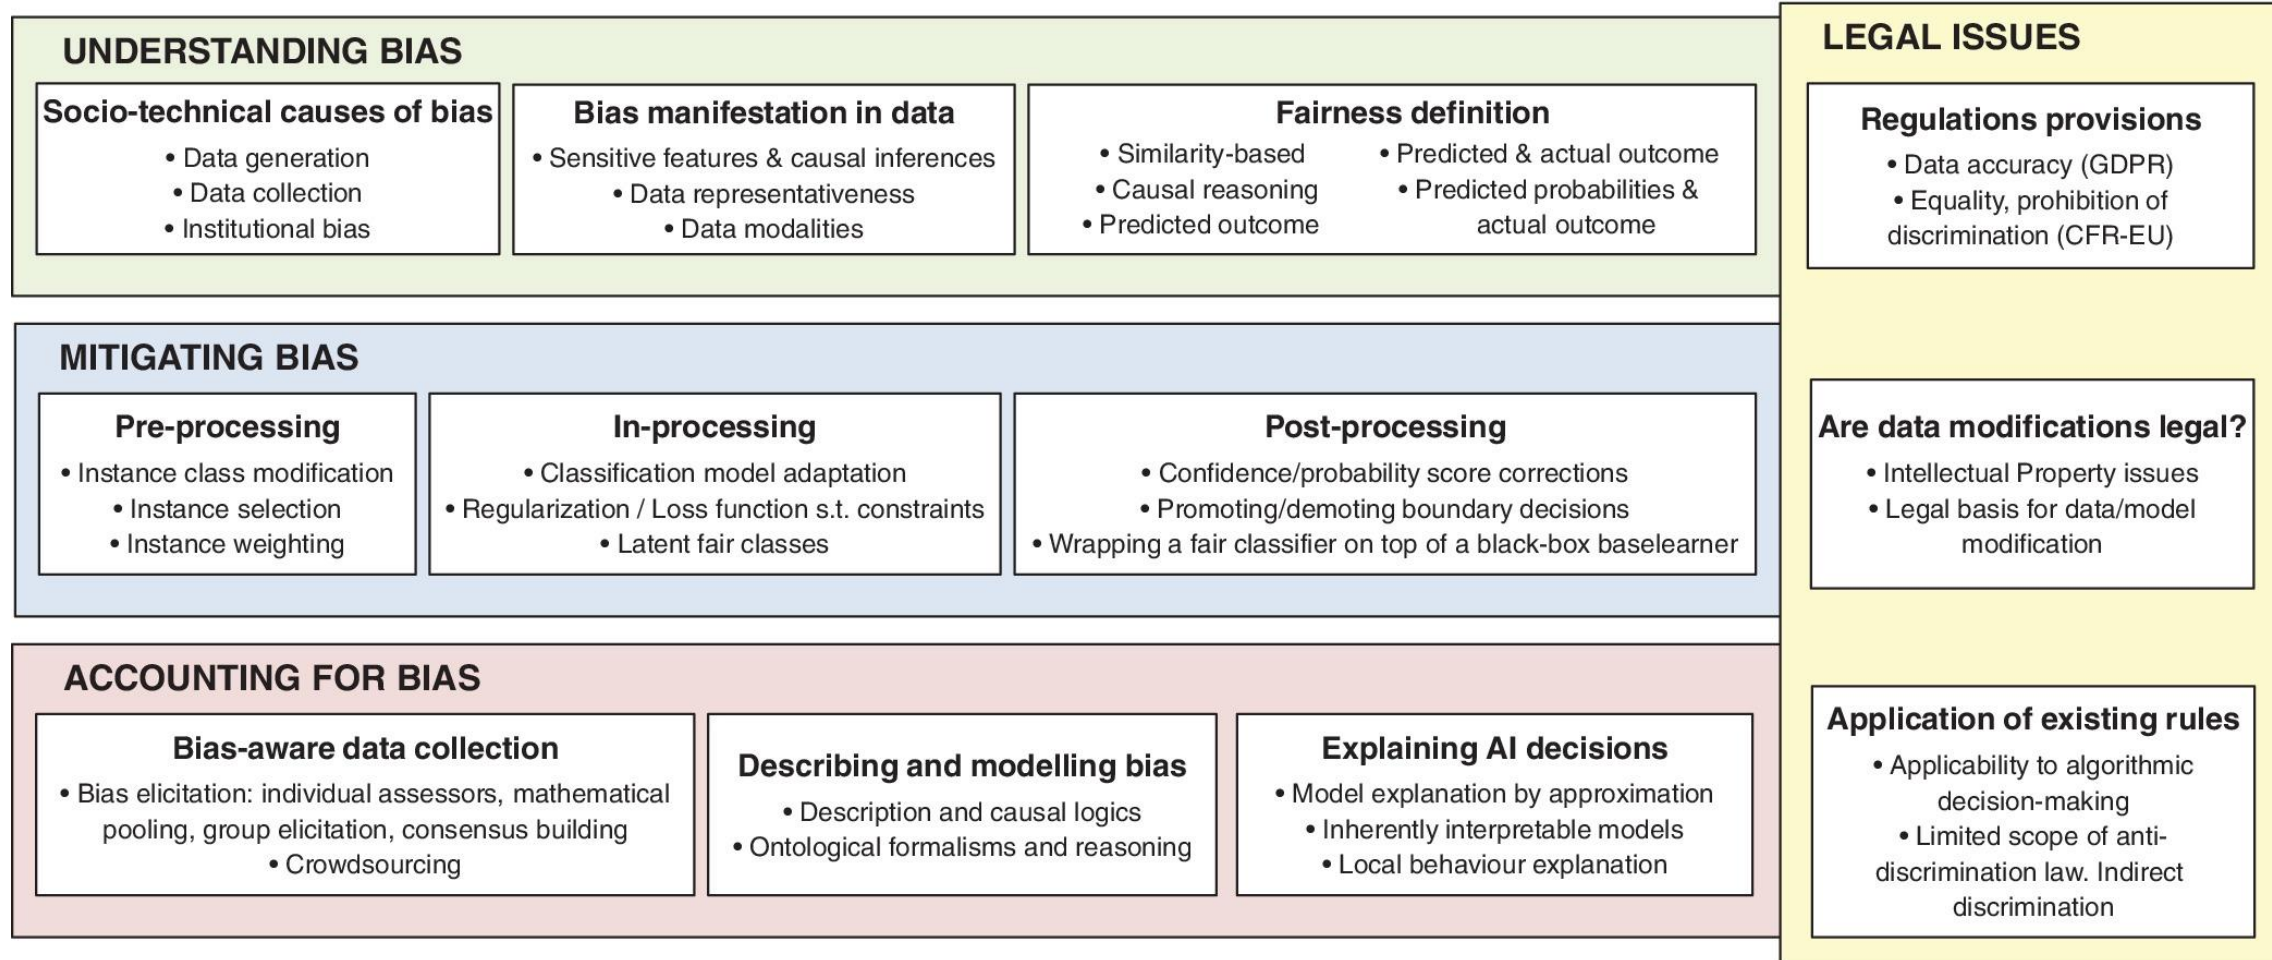 UNDERSTANDING BIAS
Socio-technical causes of bias
• Data generation
• Data collection
• Institutional bias
Bias manifestation in data
• Sensitive features & causal inferences
• Data representativeness
• Data modalities
Fairness definition
• Similarity-based
• Causal reasoning
• Predicted outcome
• Predicted & actual outcome
• Predicted probabilities &
actual outcome
MITIGATING BIAS
Pre-processing
• Instance class modification
• Instance selection
• Instance weighting
In-processing
• Classification model adaptation
• Regularization / Loss function s.t. constraints
• Latent fair classes
Post-processing
• Confidence/probability score corrections
• Promoting/demoting boundary decisions
• Wrapping a fair classifier on top of a black-box baselearner
ACCOUNTING FOR BIAS
Bias-aware data collection
• Bias elicitation: individual assessors, mathematical
pooling, group elicitation, consensus building
• Crowdsourcing
Describing and modelling bias
• Description and causal logics
• Ontological formalisms and reasoning
Explaining AI decisions
• Model explanation by approximation
• Inherently interpretable models
• Local behaviour explanation
LEGAL ISSUES
Regulations provisions
• Data accuracy (GDPR)
• Equality, prohibition of
discrimination (CFR-EU)
Are data modifications legal?
• Intellectual Property issues
• Legal basis for data/model
modification
Application of existing rules
• Applicability to algorithmic
decision-making
• Limited scope of anti-
discrimination law. Indirect
discrimination